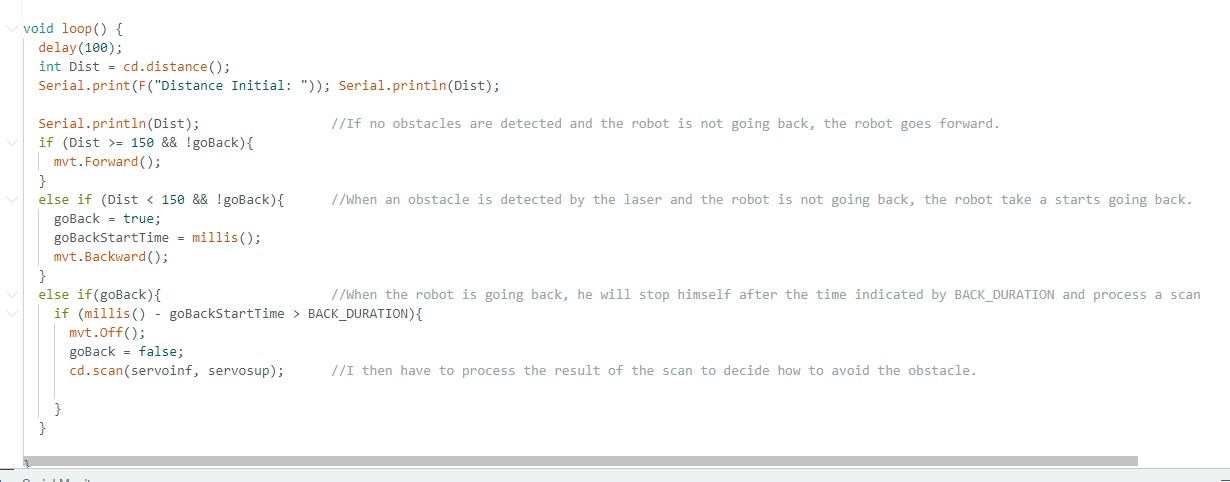 void loop() {
delay(100);
int Dist = cd.distance();
Serial.print(F("Distance Initial: ")); Serial.println(Dist);
Serial.println(Dist); //If no obstacles are detected and the robot is not going back, the robot goes forward.
if (Dist >= 150 && !goBack){
mvt.Forward();
}
else if (Dist < 150 && !goBack){ //When an obstacle is detected by the laser and the robot is not going back, the robot take a starts going back.
goBack = true;
goBackStartTime = millis();
mvt.Backward();
}
else if(goBack){ //When the robot is going back, he will stop himself after the time indicated by BACK_DURATION and process a scan
if (millis() - goBackStartTime > BACK_DURATION){
mvt.Off();
goBack = false;
cd.scan(servoinf, servosup); //I then have to process the result of the scan to decide how to avoid the obstacle.
}
}